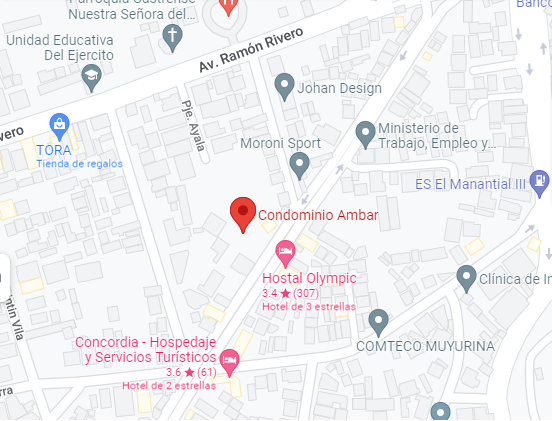 Parroquia Castrense
Nuestra Señora del...
Banco
Unidad Educativa
Del Ejercito
Av. Ramón Rivero
Johan Design
Pje. Ayala
TORA
Tienda de regalos
Moroni Sport
Ministerio de
Trabajo, Empleo y...
ES El Manantial III
Condominio Ambar
Hostal Olympic
3.4 ★ (307)
Hotel de 3 estrellas
Clínica de In
COMTECO MUYURINA
Concordia - Hospedaje
y Servicios Turísticos
3.6 ★ (61)
Hotel de 2 estrellas